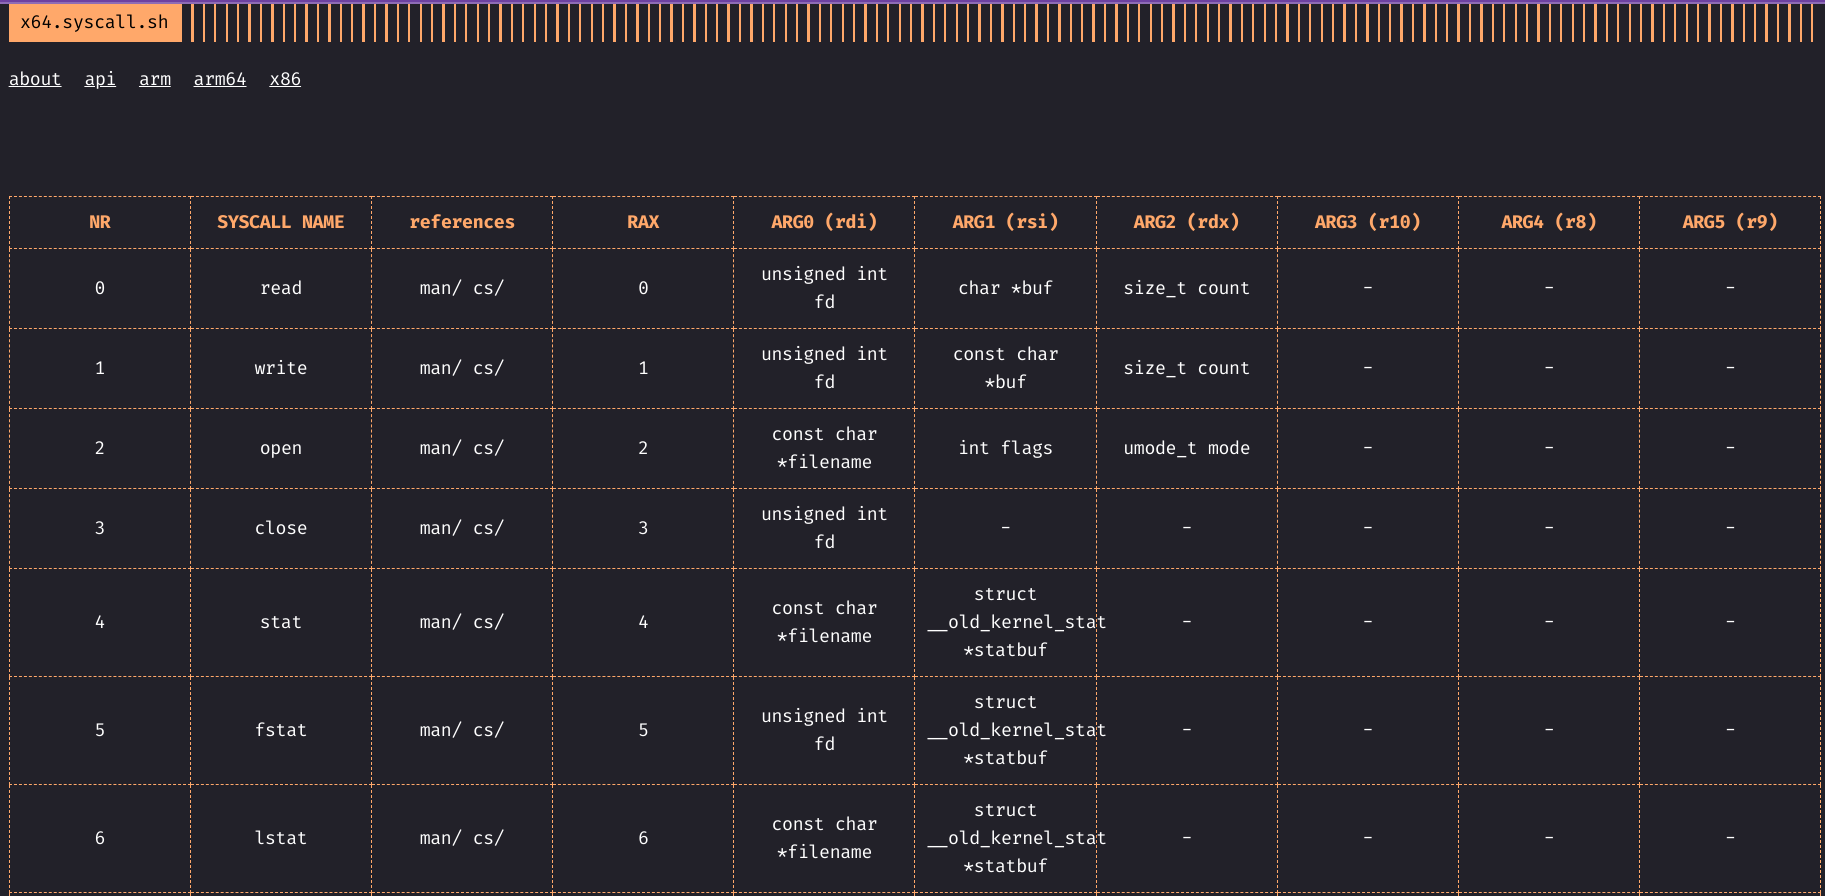 x64.syscall.sh
about api arm arm64 x86
NR SYSCALL NAME references RAX ARG0 (rdi) ARG1 (rsi) ARG2 (rdx) ARG3 (r10) ARG4 (r8) ARG5 (r9)
0 read man/ cs/ 0 unsigned int fd char *buf size_t count - - -
1 write man/ cs/ 1 unsigned int fd const char *buf size_t count - - -
2 open man/ cs/ 2 const char *filename int flags umode_t mode - - -
3 close man/ cs/ 3 unsigned int fd - - - - -
4 stat man/ cs/ 4 const char *filename struct __old_kernel_stat *statbuf - - - -
5 fstat man/ cs/ 5 unsigned int fd struct __old_kernel_stat *statbuf - - - -
6 lstat man/ cs/ 6 const char *filename struct __old_kernel_stat *statbuf - - - -